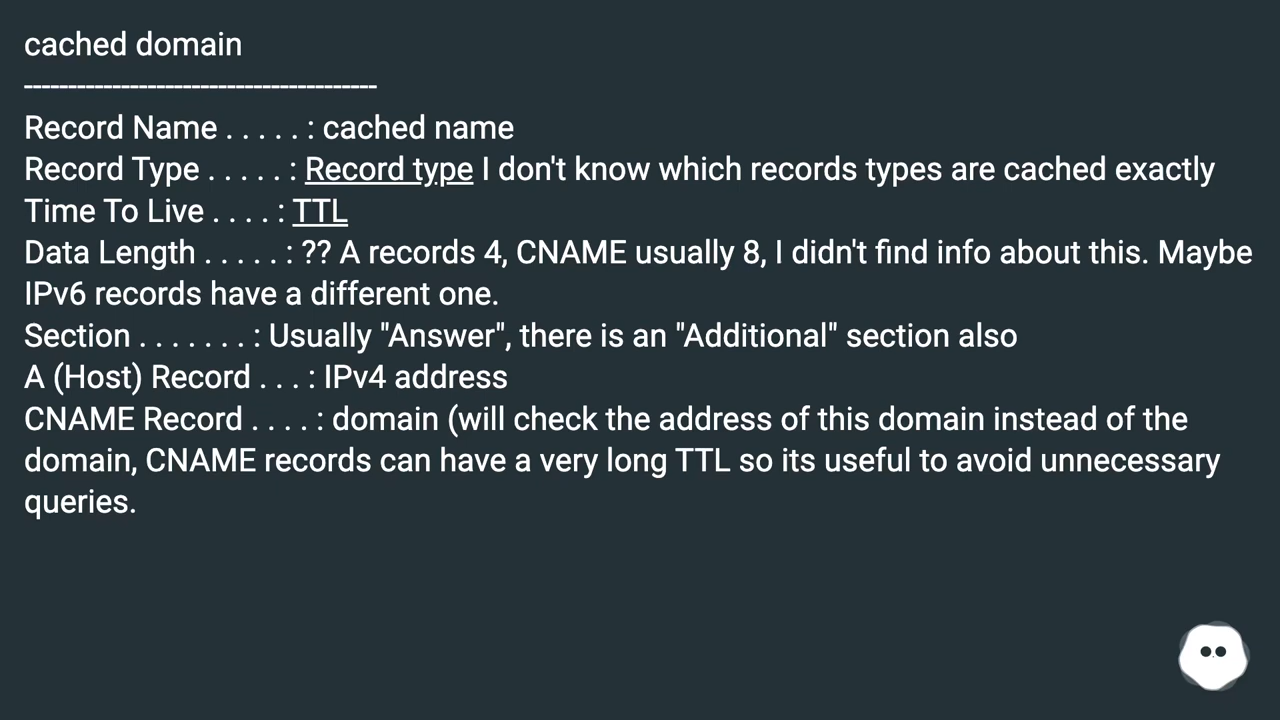 cached domain
----------------------------------------
Record Name . . . . . : cached name
Record Type . . . . . : Record type I don't know which records types are cached exactly
Time To Live . . . . : TTL
Data Length . . . . . : ?? A records 4, CNAME usually 8, I didn't find info about this. Maybe
IPv6 records have a different one.
Section . . . . . . . : Usually "Answer", there is an "Additional" section also
A (Host) Record . . . : IPv4 address
CNAME Record . . . . : domain (will check the address of this domain instead of the
domain, CNAME records can have a very long TTL so its useful to avoid unnecessary
queries.